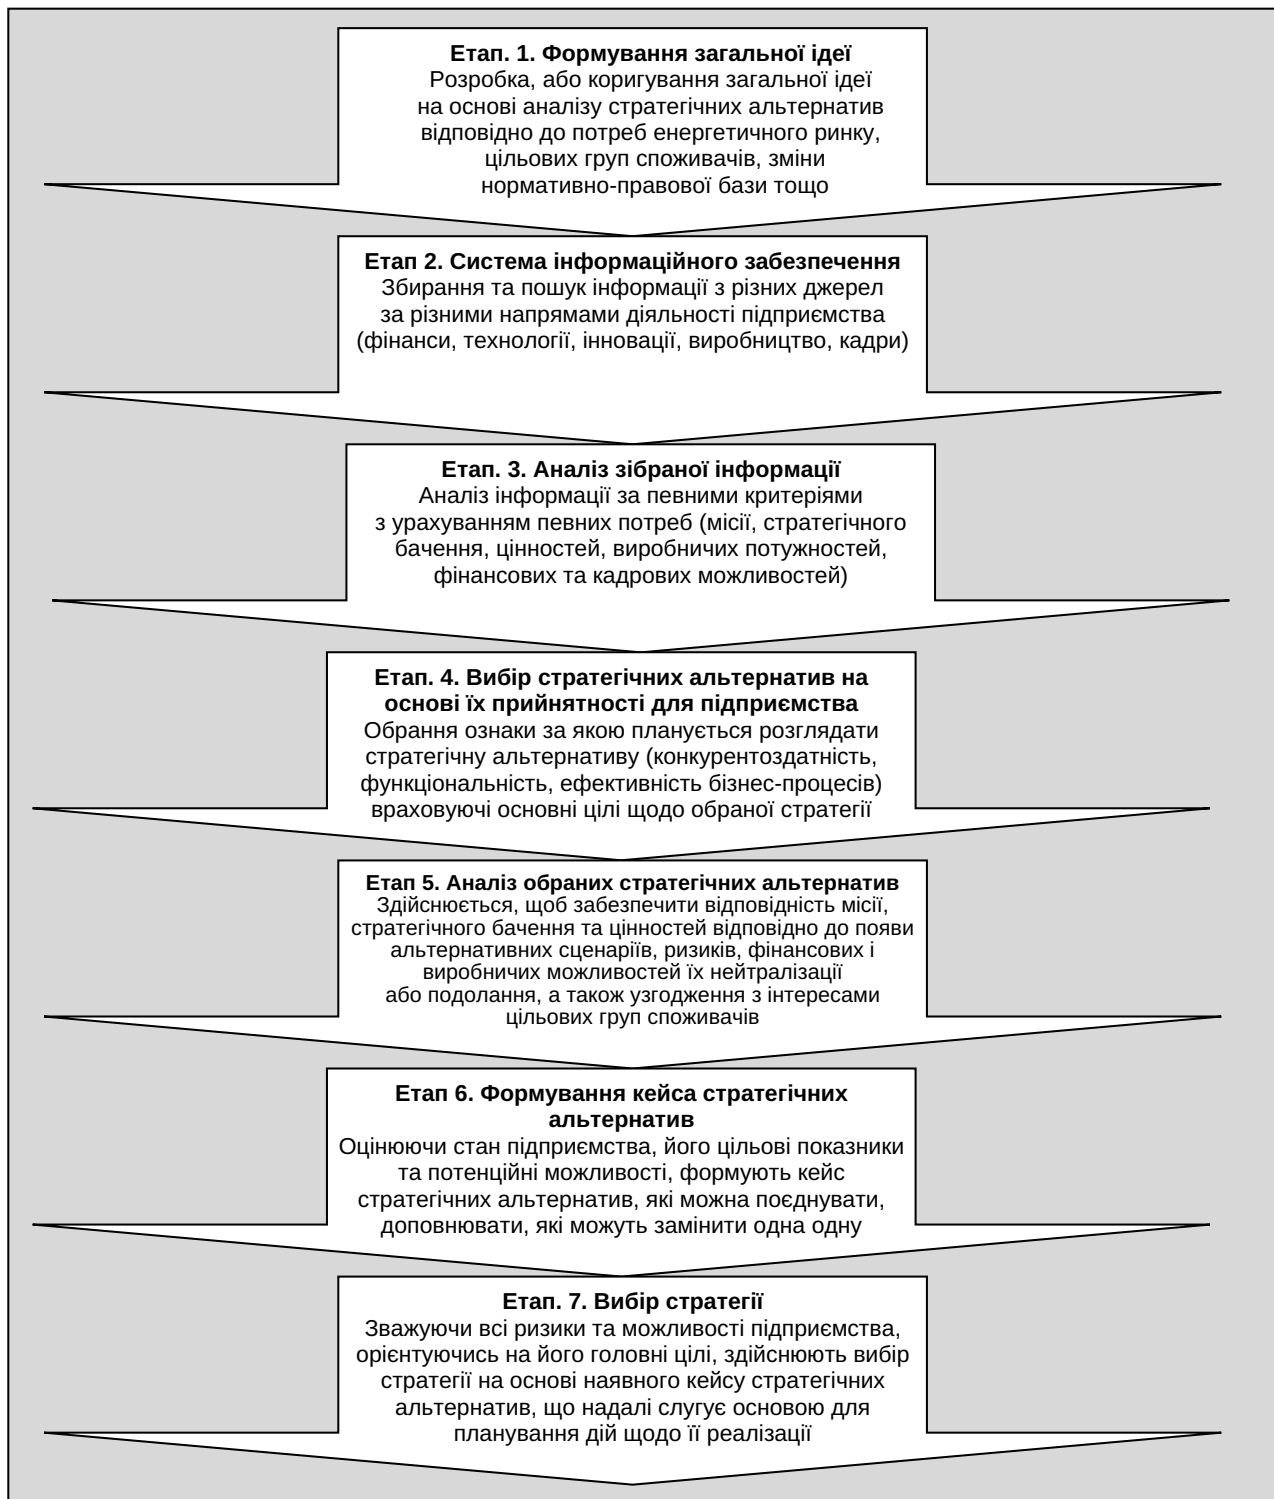 Етап. 1. Формування загальної ідеї
Розробка, або коригування загальної ідеї
на основі аналізу стратегічних альтернатив
відповідно до потреб енергетичного ринку,
цільових груп споживачів, зміни
нормативно-правової бази тощо
Етап 2. Система інформаційного забезпечення
Збирання та пошук інформації з різних джерел
за різними напрямами діяльності підприємства
(фінанси, технології, інновації, виробництво, кадри)
Етап. 3. Аналіз зібраної інформації
Аналіз інформації за певними критеріями
з урахуванням певних потреб (місії, стратегічного
бачення, цінностей, виробничих потужностей,
фінансових та кадрових можливостей)
Етап. 4. Вибір стратегічних альтернатив на
основі їх прийнятності для підприємства
Обрання ознаки за якою планується розглядати
стратегічну альтернативу (конкурентоздатність,
функціональність, ефективність бізнес-процесів)
враховуючі основні цілі щодо обраної стратегії
Етап 5. Аналіз обраних стратегічних альтернатив
Здійснюється, щоб забезпечити відповідність місії,
стратегічного бачення та цінностей відповідно до появи
альтернативних сценаріїв, ризиків, фінансових і
виробничих можливостей їх нейтралізації
або подолання, а також узгодження з інтересами
цільових груп споживачів
Етап 6. Формування кейса стратегічних
альтернатив
Оцінюючи стан підприємства, його цільові показники
та потенційні можливості, формують кейс
стратегічних альтернатив, які можна поєднувати,
доповнювати, які можуть замінити одна одну
Етап. 7. Вибір стратегії
Зважуючи всі ризики та можливості підприємства,
орієнтуючись на його головні цілі, здійснюють вибір
стратегії на основі наявного кейсу стратегічних
альтернатив, що надалі слугує основою для
планування дій щодо її реалізації